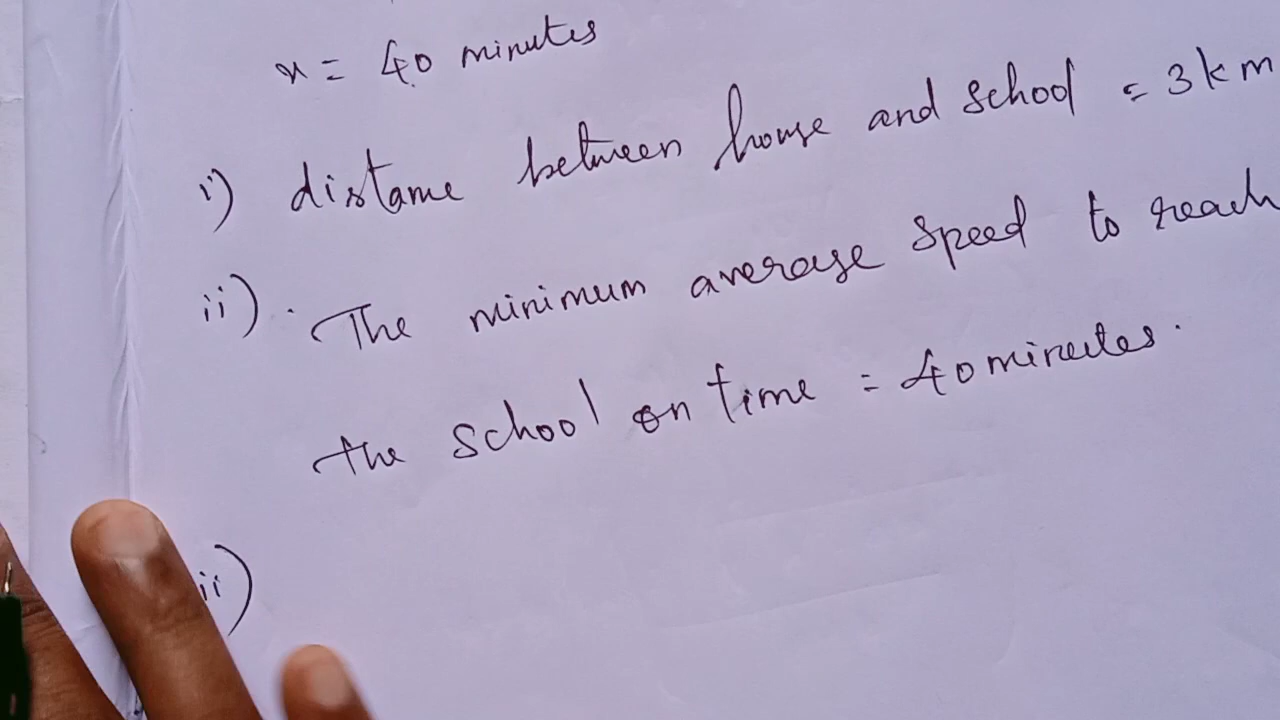 x = 40 minutes
i) distance between house and school = 3km
ii). The minimum average speed to reach
the school on time = 40 minutes.
ii)